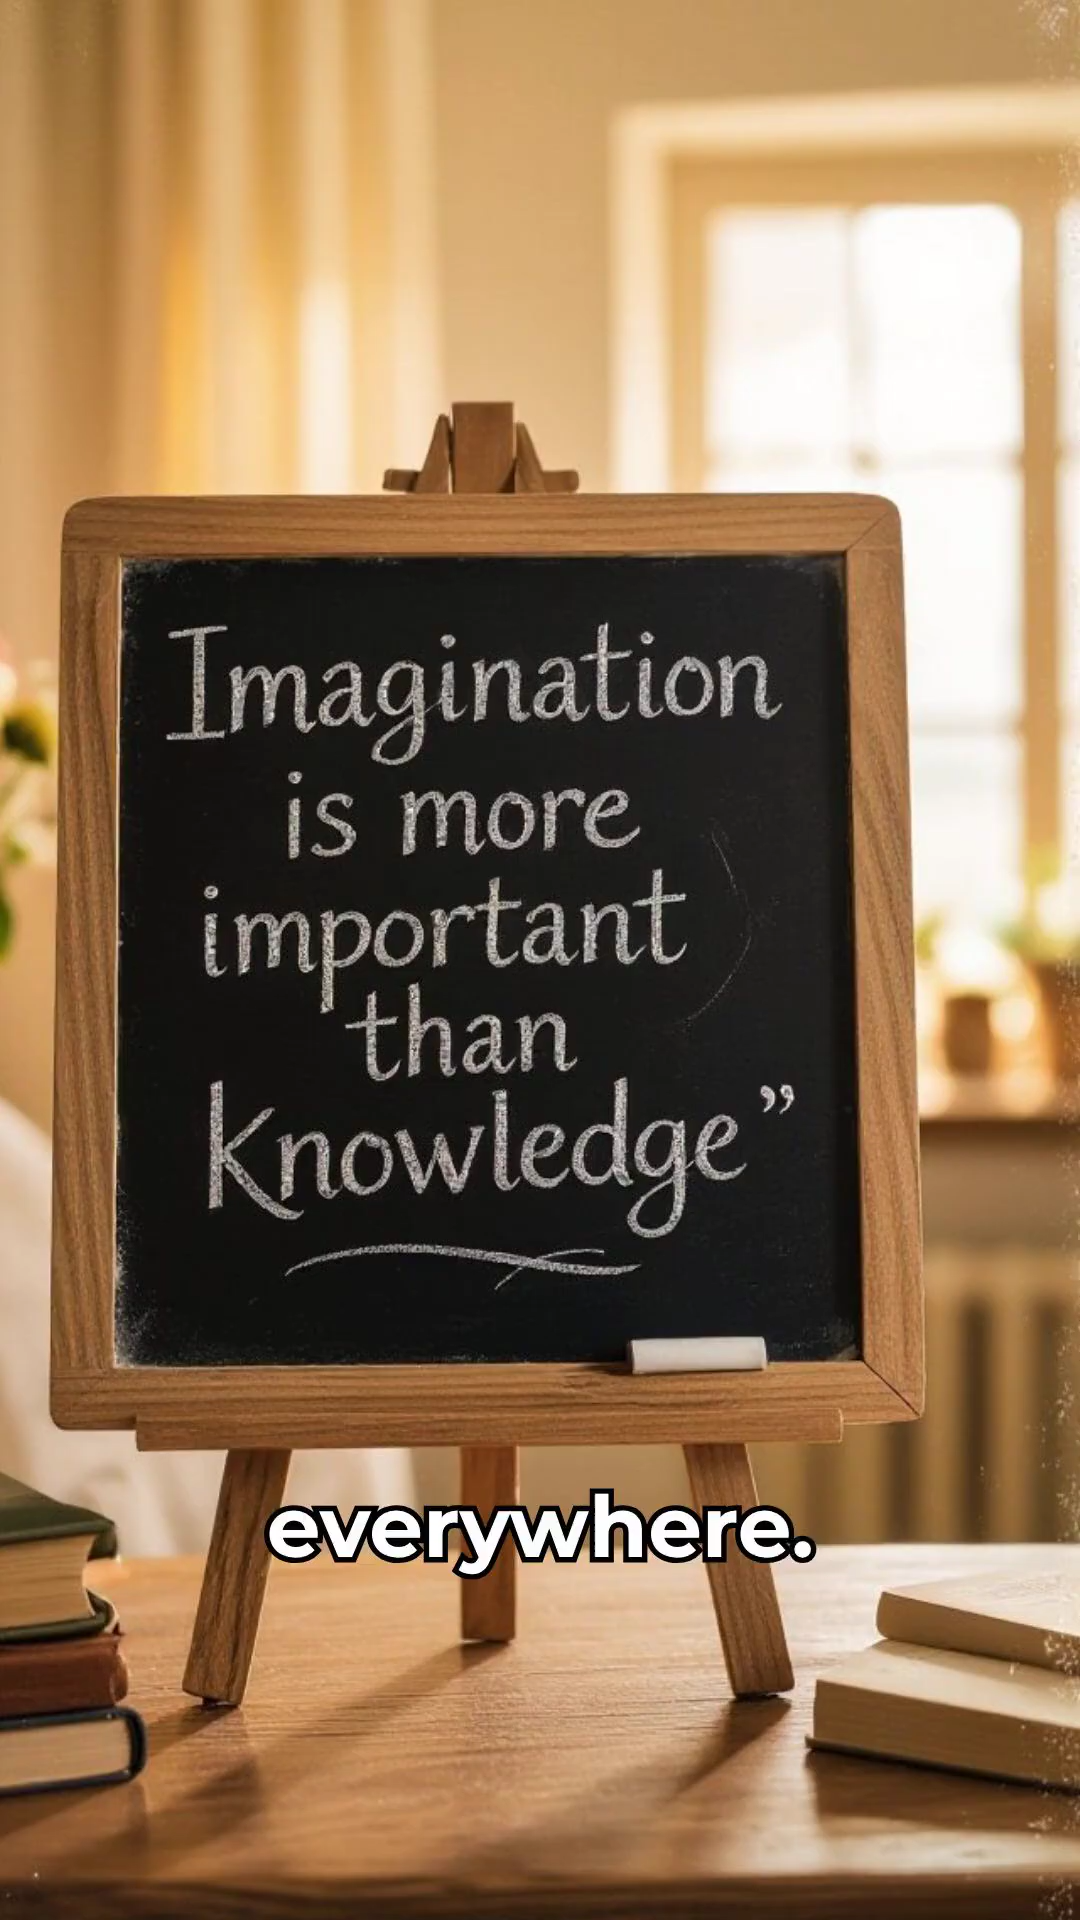 Imagination
is more
important
than
Knowledge”
everywhere.